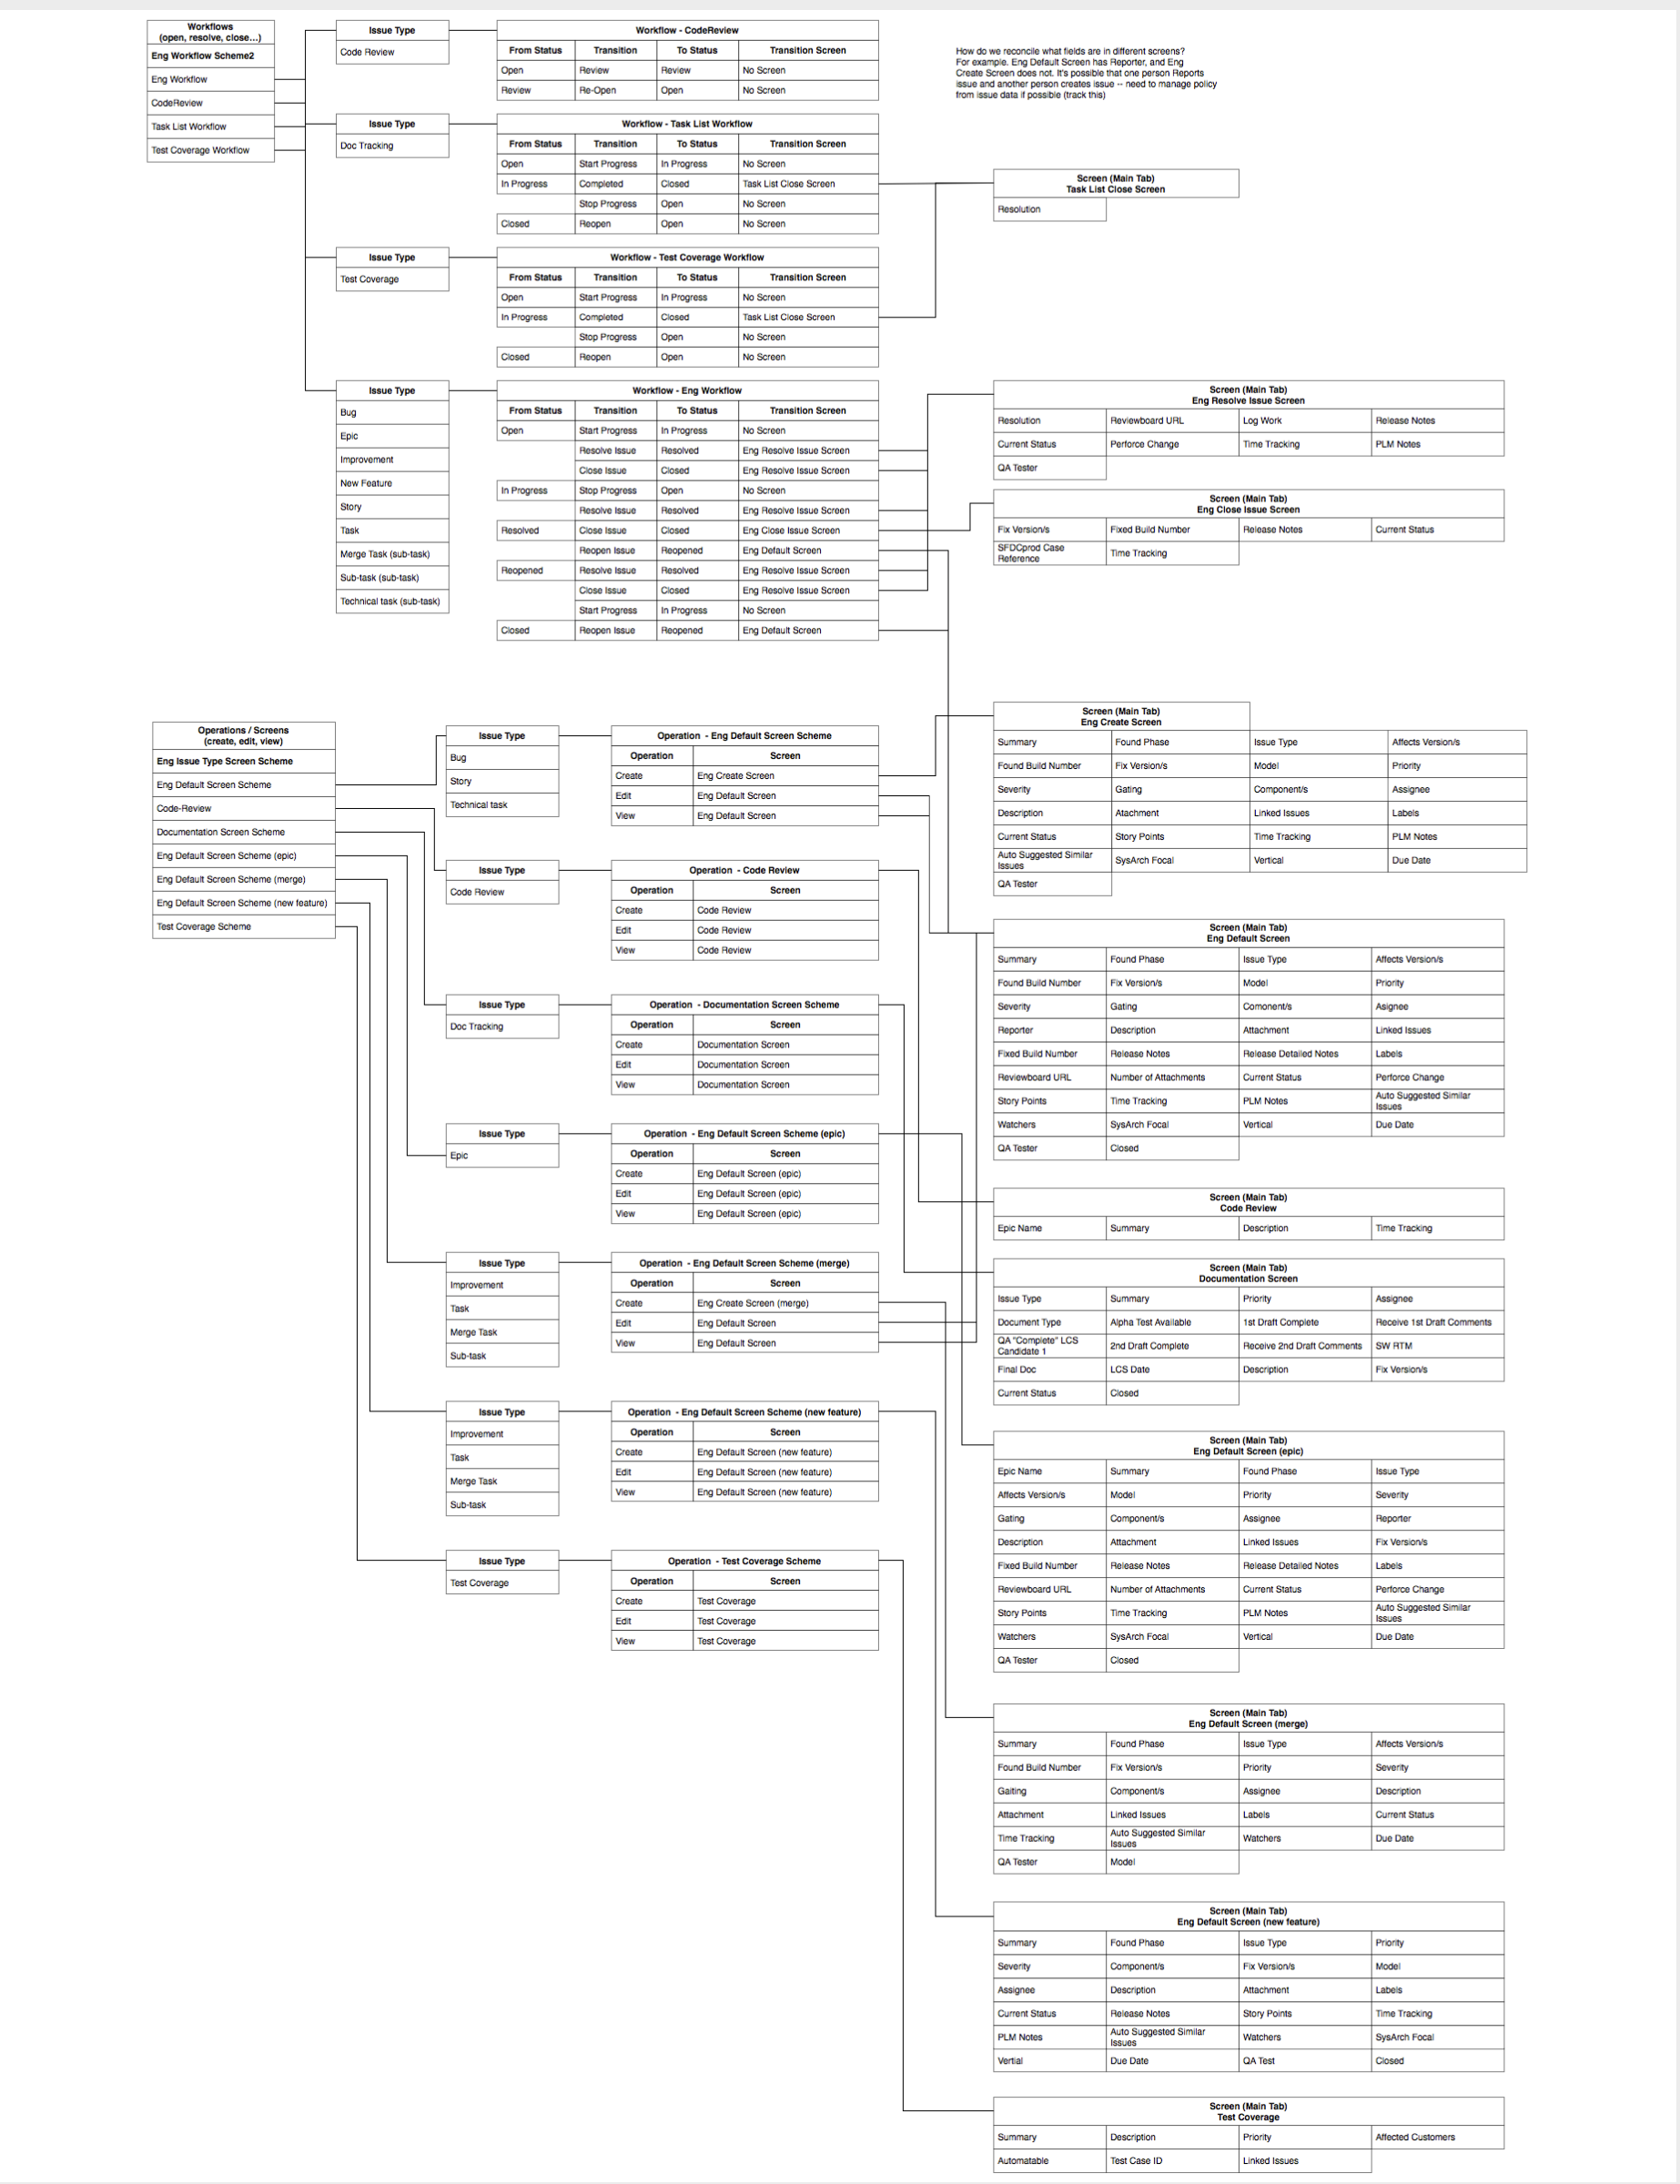 Workflows
(open, resolve, close...)
Eng Workflow Scheme2
Eng Workflow
CodeReview
Task List Workflow
Test Coverage Workflow
Issue Type
Code Review
Workflow - CodeReview
From Status Transition To Status Transition Screen
Open Review Review No Screen
Review Re-Open Open No Screen
How do we reconcile what fields are in different screens?
For example. Eng Default Screen has Reporter, and Eng
Create Screen does not. It's possible that one person Reports
issue and another person creates issue -- need to manage policy
from issue data if possible (track this)
Issue Type
Doc Tracking
Workflow - Task List Workflow
From Status Transition To Status Transition Screen
Open Start Progress In Progress No Screen
In Progress Completed Closed Task List Close Screen
Stop Progress Open No Screen
Closed Reopen Open No Screen
Screen (Main Tab)
Task List Close Screen
Resolution
Issue Type
Test Coverage
Workflow - Test Coverage Workflow
From Status Transition To Status Transition Screen
Open Start Progress In Progress No Screen
In Progress Completed Closed Task List Close Screen
Stop Progress Open No Screen
Closed Reopen Open No Screen
Issue Type
Bug
Epic
Improvement
New Feature
Story
Task
Merge Task (sub-task)
Sub-task (sub-task)
Technical task (sub-task)
Workflow - Eng Workflow
From Status Transition To Status Transition Screen
Open Start Progress In Progress No Screen
Resolve Issue Resolved Eng Resolve Issue Screen
Close Issue Closed Eng Resolve Issue Screen
In Progress Stop Progress Open No Screen
Resolve Issue Resolved Eng Resolve Issue Screen
Resolved Close Issue Closed Eng Close Issue Screen
Reopen Issue Reopened Eng Default Screen
Reopened Resolve Issue Resolved Eng Resolve Issue Screen
Close Issue Closed Eng Resolve Issue Screen
Start Progress In Progress No Screen
Closed Reopen Issue Reopened Eng Default Screen
Screen (Main Tab)
Eng Resolve Issue Screen
Resolution Reviewboard URL Log Work Release Notes
Current Status Perforce Change Time Tracking PLM Notes
QA Tester
Screen (Main Tab)
Eng Close Issue Screen
Fix Version/s Fixed Build Number Release Notes Current Status
SFDCprod Case
Reference Time Tracking
Operations / Screens
(create, edit, view)
Eng Issue Type Screen Scheme
Eng Default Screen Scheme
Code-Review
Documentation Screen Scheme
Eng Default Screen Scheme (epic)
Eng Default Screen Scheme (merge)
Eng Default Screen Scheme (new feature)
Test Coverage Scheme
Issue Type
Bug
Story
Technical task
Operation - Eng Default Screen Scheme
Operation Screen
Create Eng Create Screen
Edit Eng Default Screen
View Eng Default Screen
Issue Type
Code Review
Operation - Code Review
Operation Screen
Create Code Review
Edit Code Review
View Code Review
Issue Type
Doc Tracking
Operation - Documentation Screen Scheme
Operation Screen
Create Documentation Screen
Edit Documentation Screen
View Documentation Screen
Issue Type
Epic
Operation - Eng Default Screen Scheme (epic)
Operation Screen
Create Eng Default Screen (epic)
Edit Eng Default Screen (epic)
View Eng Default Screen (epic)
Issue Type
Improvement
Task
Merge Task
Sub-task
Operation - Eng Default Screen Scheme (merge)
Operation Screen
Create Eng Create Screen (merge)
Edit Eng Default Screen
View Eng Default Screen
Issue Type
Improvement
Task
Merge Task
Sub-task
Operation - Eng Default Screen Scheme (new feature)
Operation Screen
Create Eng Default Screen (new feature)
Edit Eng Default Screen (new feature)
View Eng Default Screen (new feature)
Issue Type
Test Coverage
Operation - Test Coverage Scheme
Operation Screen
Create Test Coverage
Edit Test Coverage
View Test Coverage
Screen (Main Tab)
Eng Create Screen
Summary Found Phase Issue Type Affects Version/s
Found Build Number Fix Version/s Model Priority
Severity Gating Component/s Assignee
Description Atachment Linked Issues Labels
Current Status Story Points Time Tracking PLM Notes
Auto Suggested Similar
Issues SysArch Focal Vertical Due Date
QA Tester
Screen (Main Tab)
Eng Default Screen
Summary Found Phase Issue Type Affects Version/s
Found Build Number Fix Version/s Model Priority
Severity Gating Comonent/s Asignee
Reporter Description Attachment Linked Issues
Fixed Build Number Release Notes Release Detailed Notes Labels
Reviewboard URL Number of Attachments Current Status Perforce Change
Story Points Time Tracking PLM Notes Auto Suggested Similar
Issues
Watchers SysArch Focal Vertical Due Date
QA Tester Closed
Screen (Main Tab)
Code Review
Epic Name Summary Description Time Tracking
Screen (Main Tab)
Documentation Screen
Issue Type Summary Priority Assignee
Document Type Alpha Test Available 1st Draft Complete Receive 1st Draft Comments
QA "Complete" LCS
Candidate 1 2nd Draft Complete Receive 2nd Draft Comments SW RTM
Final Doc LCS Date Description Fix Version/s
Current Status Closed
Screen (Main Tab)
Eng Default Screen (epic)
Epic Name Summary Found Phase Issue Type
Affects Version/s Model Priority Severity
Gating Component/s Assignee Reporter
Description Attachment Linked Issues Fix Version/s
Fixed Build Number Release Notes Release Detailed Notes Labels
Reviewboard URL Number of Attachments Current Status Perforce Change
Story Points Time Tracking PLM Notes Auto Suggested Similar
Issues
Watchers SysArch Focal Vertical Due Date
QA Tester Closed
Screen (Main Tab)
Eng Default Screen (merge)
Summary Found Phase Issue Type Affects Version/s
Found Build Number Fix Version/s Priority Severity
Gaiting Component/s Assignee Description
Attachment Linked Issues Labels Current Status
Time Tracking Auto Suggested Similar
Issues Watchers Due Date
QA Tester Model
Screen (Main Tab)
Eng Default Screen (new feature)
Summary Found Phase Issue Type Priority
Severity Component/s Fix Version/s Model
Assignee Description Attachment Labels
Current Status Release Notes Story Points Time Tracking
PLM Notes Auto Suggested Similar
Issues Watchers SysArch Focal
Vertial Due Date QA Test Closed
Screen (Main Tab)
Test Coverage
Summary Description Priority Affected Customers
Automatable Test Case ID Linked Issues